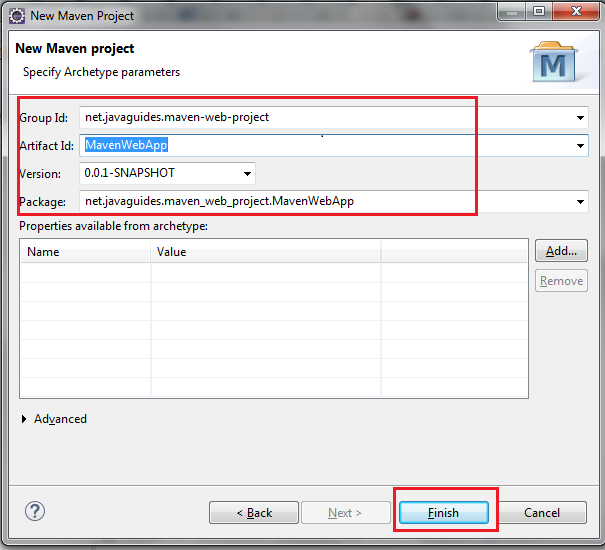 New Maven Project
New Maven project
Specify Archetype parameters
M
Group Id: net.javaguides.maven-web-project
Artifact Id: MavenWebApp
Version: 0.0.1-SNAPSHOT
Package: net.javaguides.maven_web_project.MavenWebApp
Properties available from archetype:
Name Value
Add...
Remove
Advanced
? < Back Next > Finish Cancel